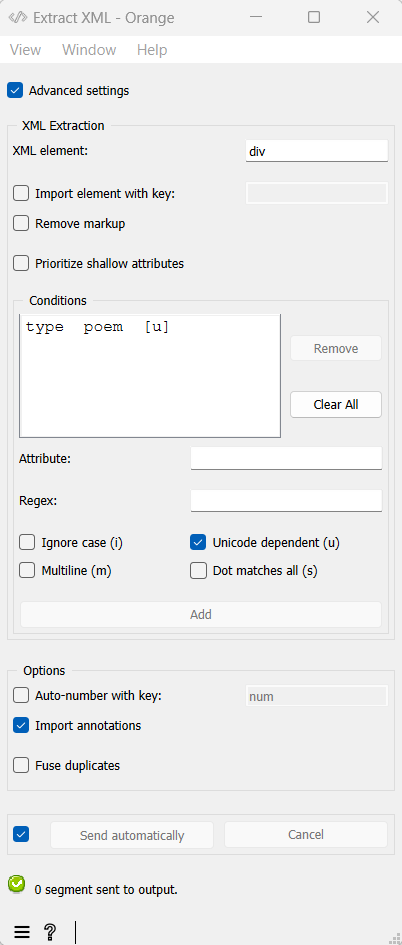 Extract XML - Orange
View Window Help
Advanced settings
XML Extraction
XML element: div
Import element with key:
Remove markup
Prioritize shallow attributes
Conditions
type poem [u]
Remove
Clear All
Attribute:
Regex:
Ignore case (i) Unicode dependent (u)
Multiline (m) Dot matches all (s)
Add
Options
Auto-number with key: num
Import annotations
Fuse duplicates
Send automatically Cancel
0 segment sent to output.
?